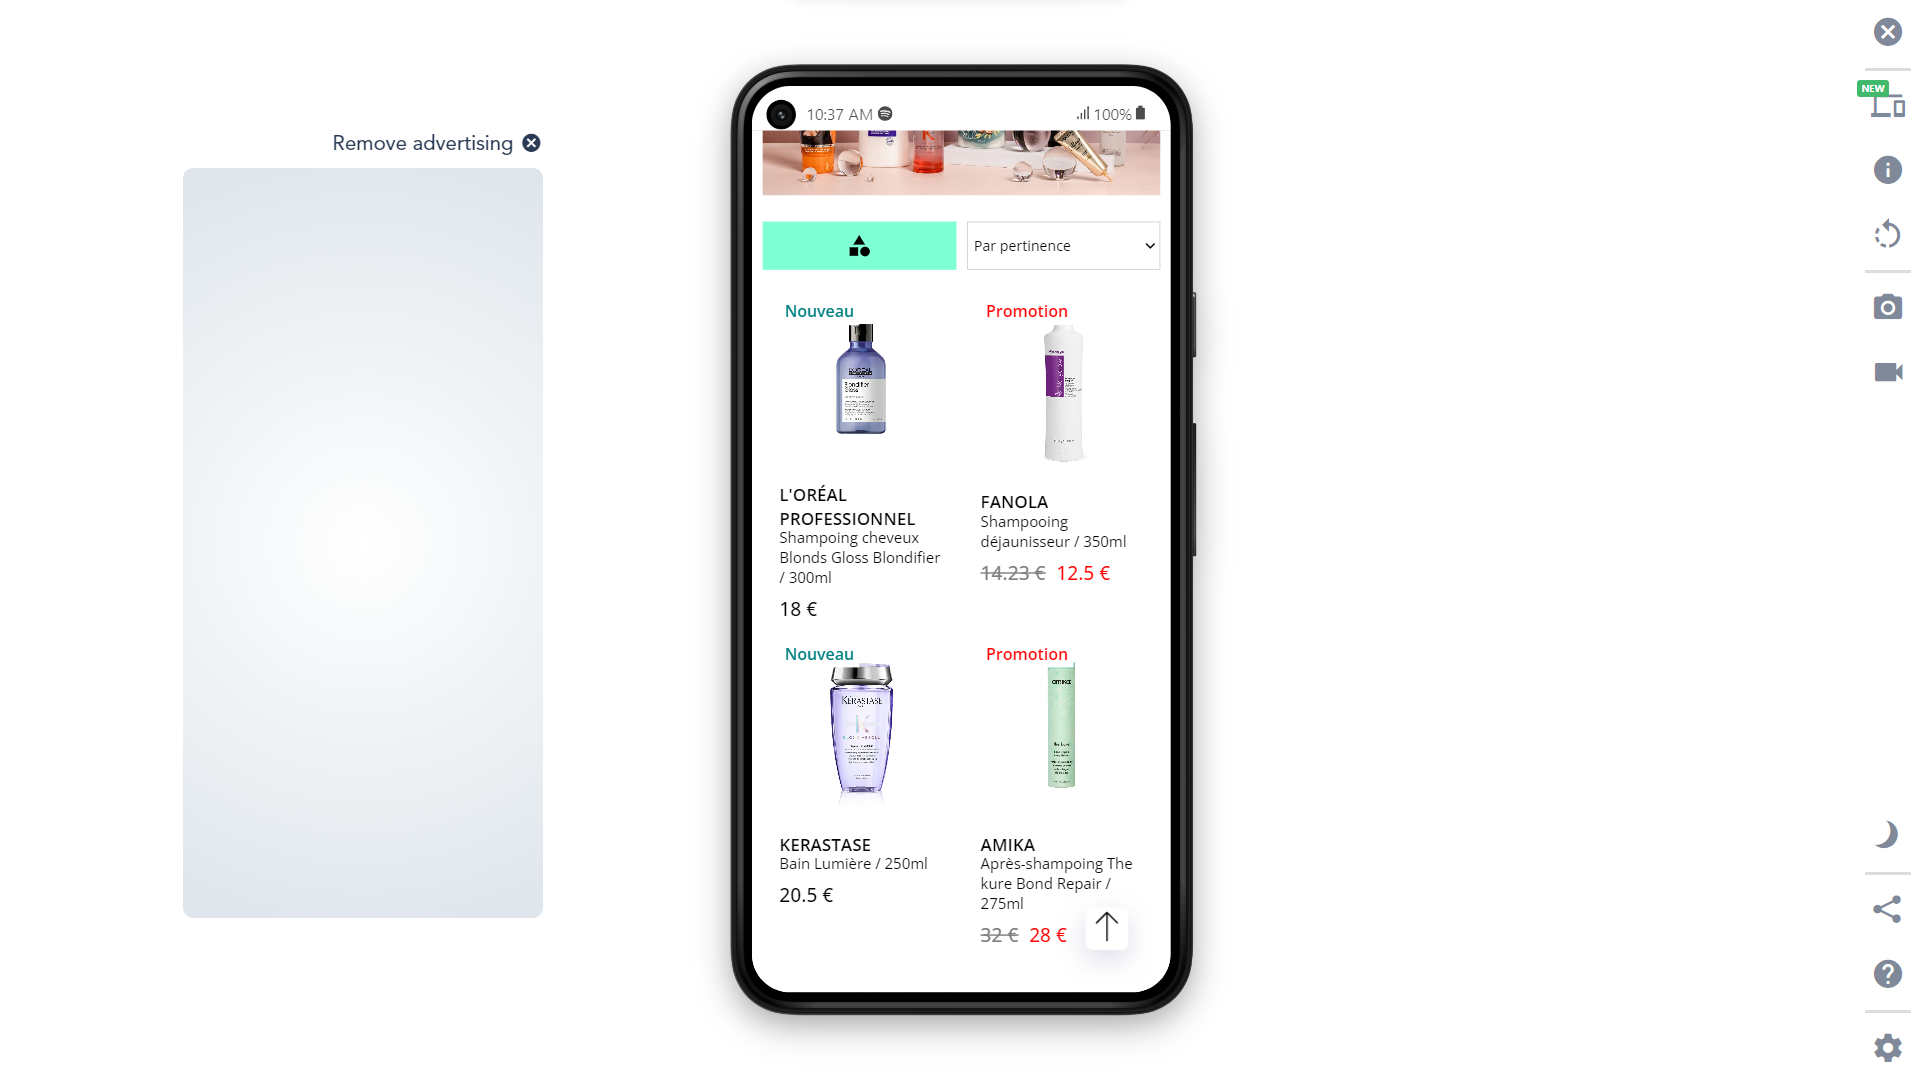 Remove advertising
NEW
10:37 AM
100%
Par pertinence
Nouveau
Promotion
L'ORÉAL
PROFESSIONNEL
Shampoing cheveux
Blonds Gloss Blondifier
/ 300ml
18 €
FANOLA
Shampooing
déjaunisseur / 350ml
14.23 € 12.5 €
Nouveau
Promotion
KÉRASTASE
amika
KERASTASE
Bain Lumière / 250ml
20.5 €
AMIKA
Après-shampoing The
kure Bond Repair /
275ml
32 € 28 €